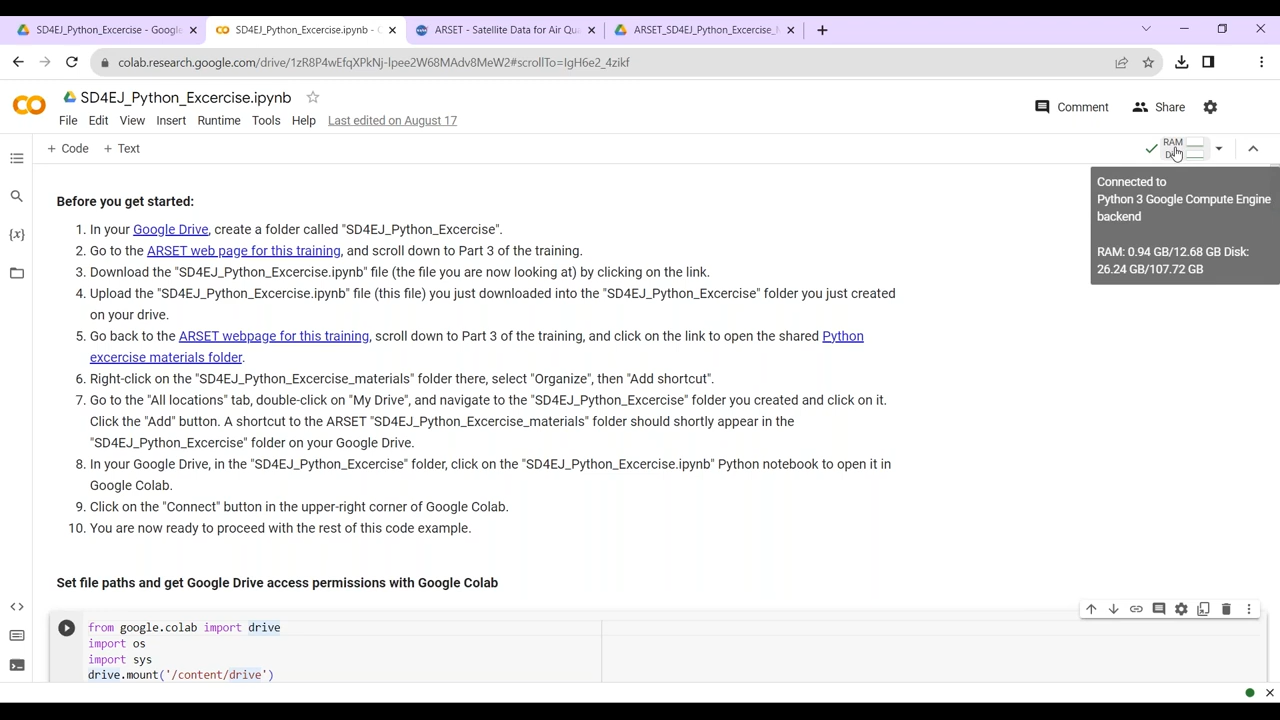 SD4EJ_Python_Excercise - Google
SD4EJ_Python_Excercise.ipynb - C
ARSET - Satellite Data for Air Qua
ARSET_SD4EJ_Python_Excercise_M
colab.research.google.com/drive/1zR8P4wEfqXPkNj-lpee2W68MAdv8MeW2#scrollTo=IgH6e2_4zikf
SD4EJ_Python_Excercise.ipynb
Comment
Share
File Edit View Insert Runtime Tools Help Last edited on August 17
+ Code + Text
RAM
Connected to
Python 3 Google Compute Engine
backend
RAM: 0.94 GB/12.68 GB Disk:
26.24 GB/107.72 GB
Before you get started:
1. In your Google Drive, create a folder called "SD4EJ_Python_Excercise".
2. Go to the ARSET web page for this training, and scroll down to Part 3 of the training.
3. Download the "SD4EJ_Python_Excercise.ipynb" file (the file you are now looking at) by clicking on the link.
4. Upload the "SD4EJ_Python_Excercise.ipynb" file (this file) you just downloaded into the "SD4EJ_Python_Excercise" folder you just created
on your drive.
5. Go back to the ARSET webpage for this training, scroll down to Part 3 of the training, and click on the link to open the shared Python
excercise materials folder.
6. Right-click on the "SD4EJ_Python_Excercise_materials" folder there, select "Organize", then "Add shortcut".
7. Go to the "All locations" tab, double-click on "My Drive", and navigate to the "SD4EJ_Python_Excercise" folder you created and click on it.
Click the "Add" button. A shortcut to the ARSET "SD4EJ_Python_Excercise_materials" folder should shortly appear in the
"SD4EJ_Python_Excercise" folder on your Google Drive.
8. In your Google Drive, in the "SD4EJ_Python_Excercise" folder, click on the "SD4EJ_Python_Excercise.ipynb" Python notebook to open it in
Google Colab.
9. Click on the "Connect" button in the upper-right corner of Google Colab.
10. You are now ready to proceed with the rest of this code example.
Set file paths and get Google Drive access permissions with Google Colab
from google.colab import drive
import os
import sys
drive.mount('/content/drive')